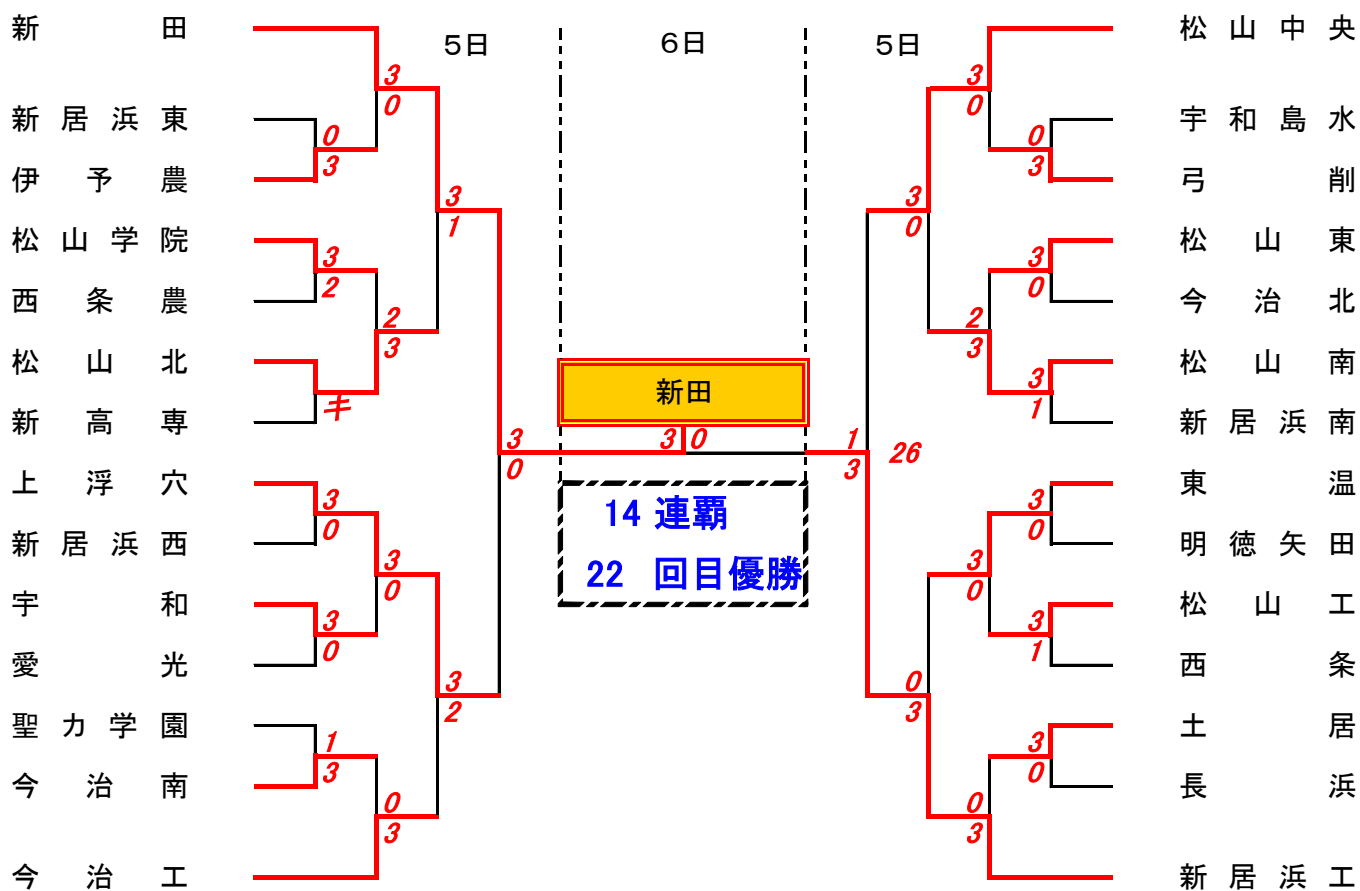 新田
5日
6日
5日
松山中央
3
0
3
0
新居浜東
宇和島水
0
3
0
3
伊予農
弓削
3
1
3
0
松山学院
松山東
3
2
3
0
西条農
今治北
2
3
2
3
松山北
松山南
新田
キ
3
1
新高専
新居浜南
3
0
3 0
1
3
26
上浮穴
東温
3
0
14 連覇
3
0
新居浜西
明徳矢田
3
0
22 回目優勝
3
0
宇和
松山工
3
0
3
1
愛光
西条
3
2
0
3
聖カ学園
土居
1
3
3
0
今治南
長浜
0
3
0
3
今治工
新居浜工